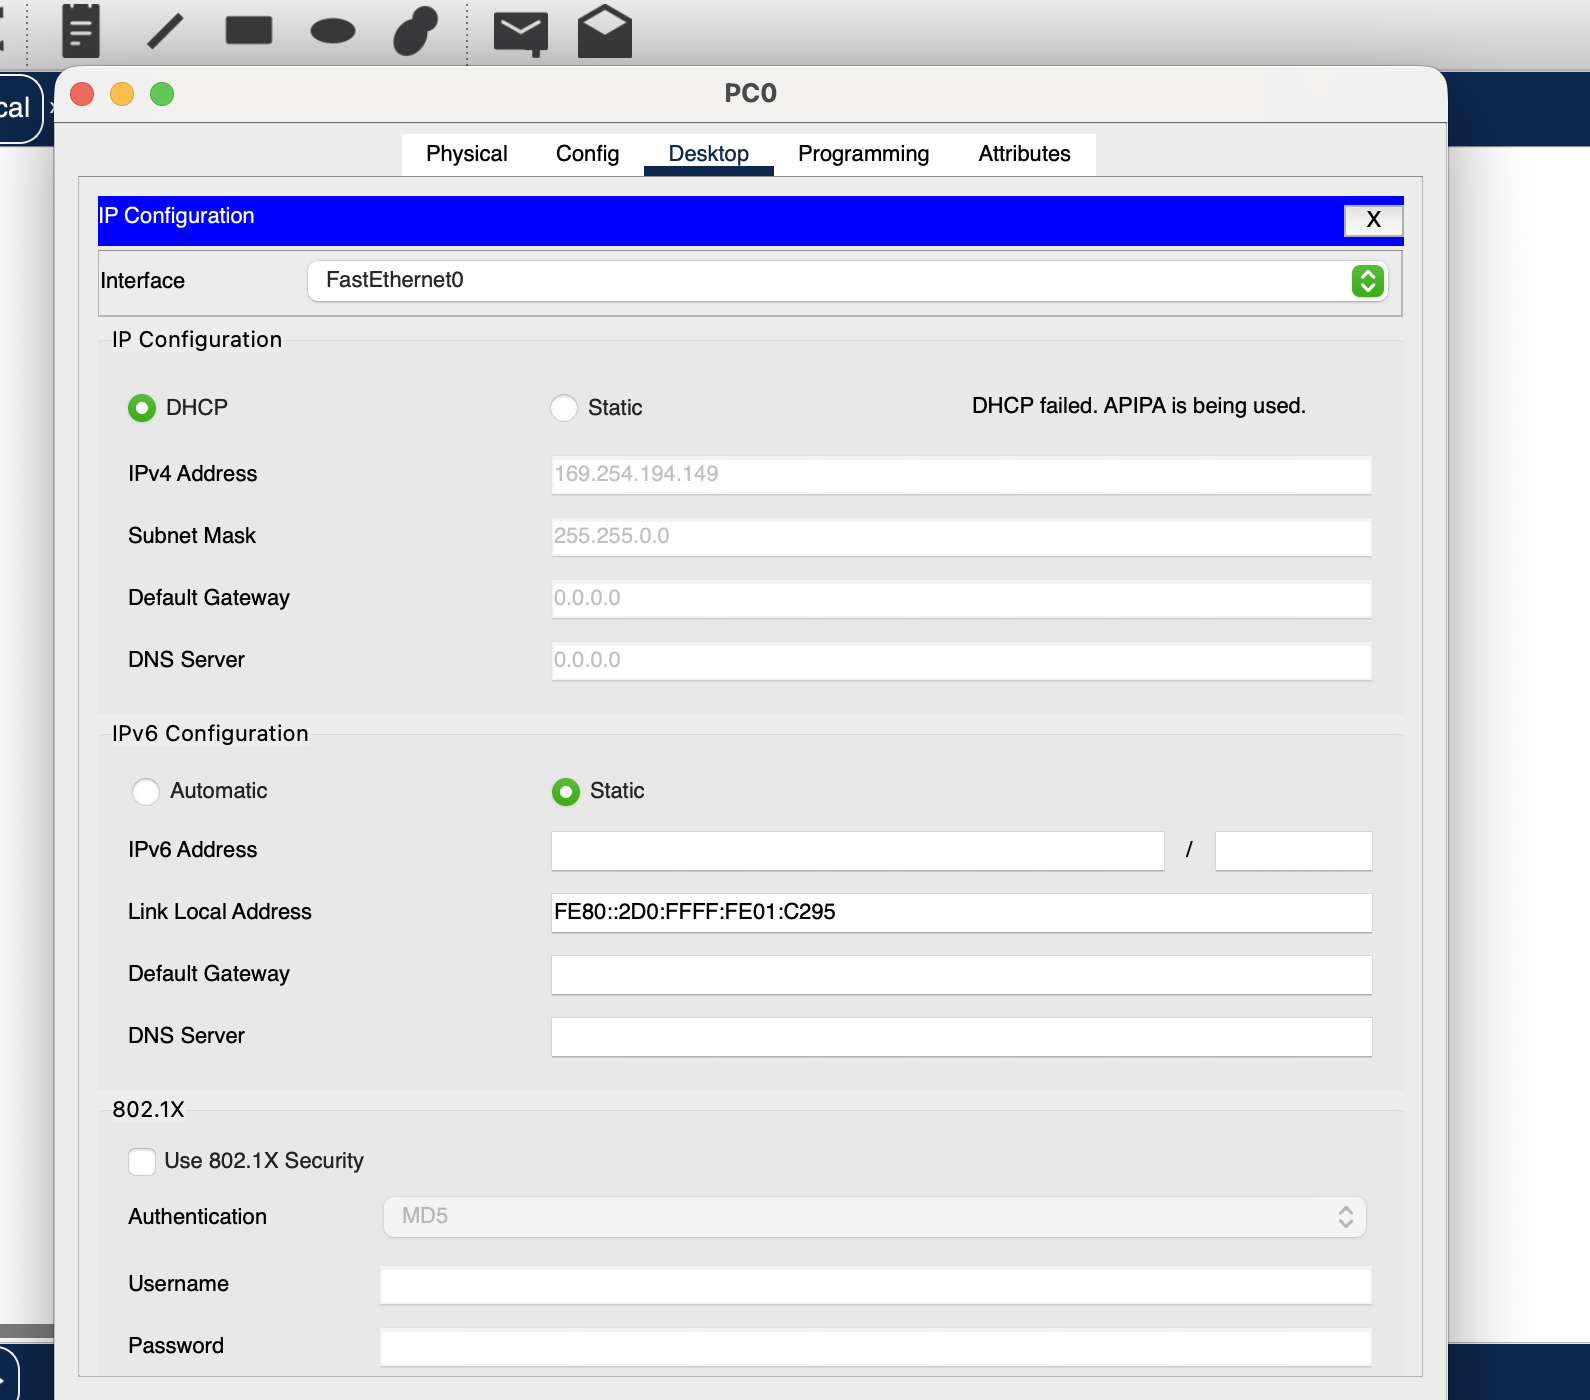 cal
PC0
Physical Config Desktop Programming Attributes
IP Configuration X
Interface FastEthernet0
IP Configuration
DHCP Static DHCP failed. APIPA is being used.
IPv4 Address 169.254.194.149
Subnet Mask 255.255.0.0
Default Gateway 0.0.0.0
DNS Server 0.0.0.0
IPv6 Configuration
Automatic Static
IPv6 Address /
Link Local Address FE80::2D0:FFFF:FE01:C295
Default Gateway
DNS Server
802.1X
Use 802.1X Security
Authentication MD5
Username
Password